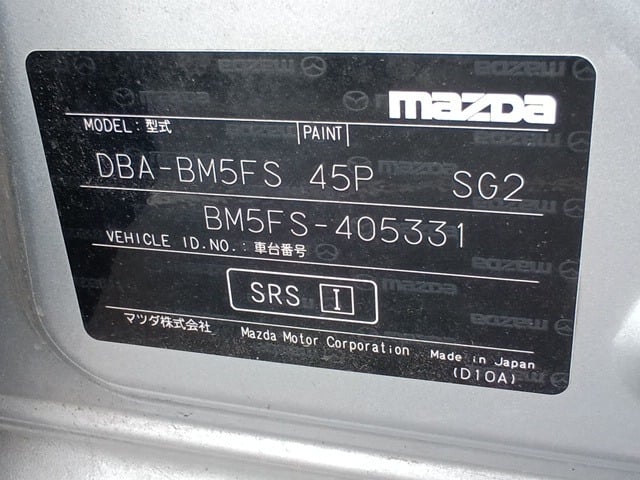 mazda
MODEL: 型式 |PAINT|
DBA-BM5FS 45P SG2
BM5FS-405331
VEHICLE ID.NO.: 車台番号
SRS I
マツダ株式会社 Mazda Motor Corporation Made in Japan
(D10A)